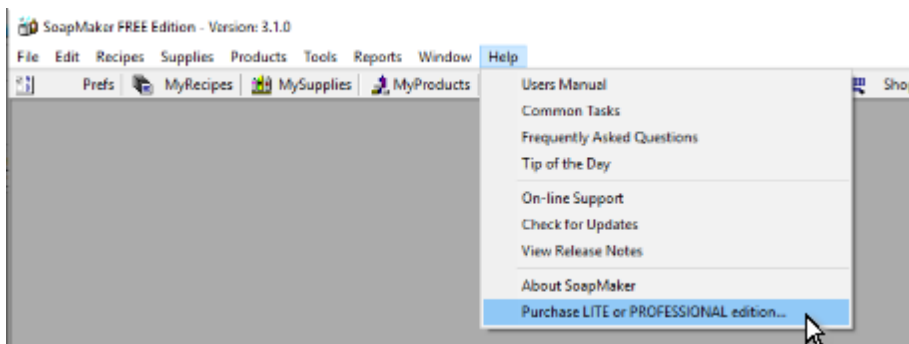 SoapMaker FREE Edition - Version: 3.1.0
File Edit Recipes Supplies Products Tools Reports Window Help
Prefs MyRecipes MySupplies MyProducts
Users Manual
Common Tasks
Frequently Asked Questions
Tip of the Day
On-line Support
Check for Updates
View Release Notes
About SoapMaker
Purchase LITE or PROFESSIONAL edition...